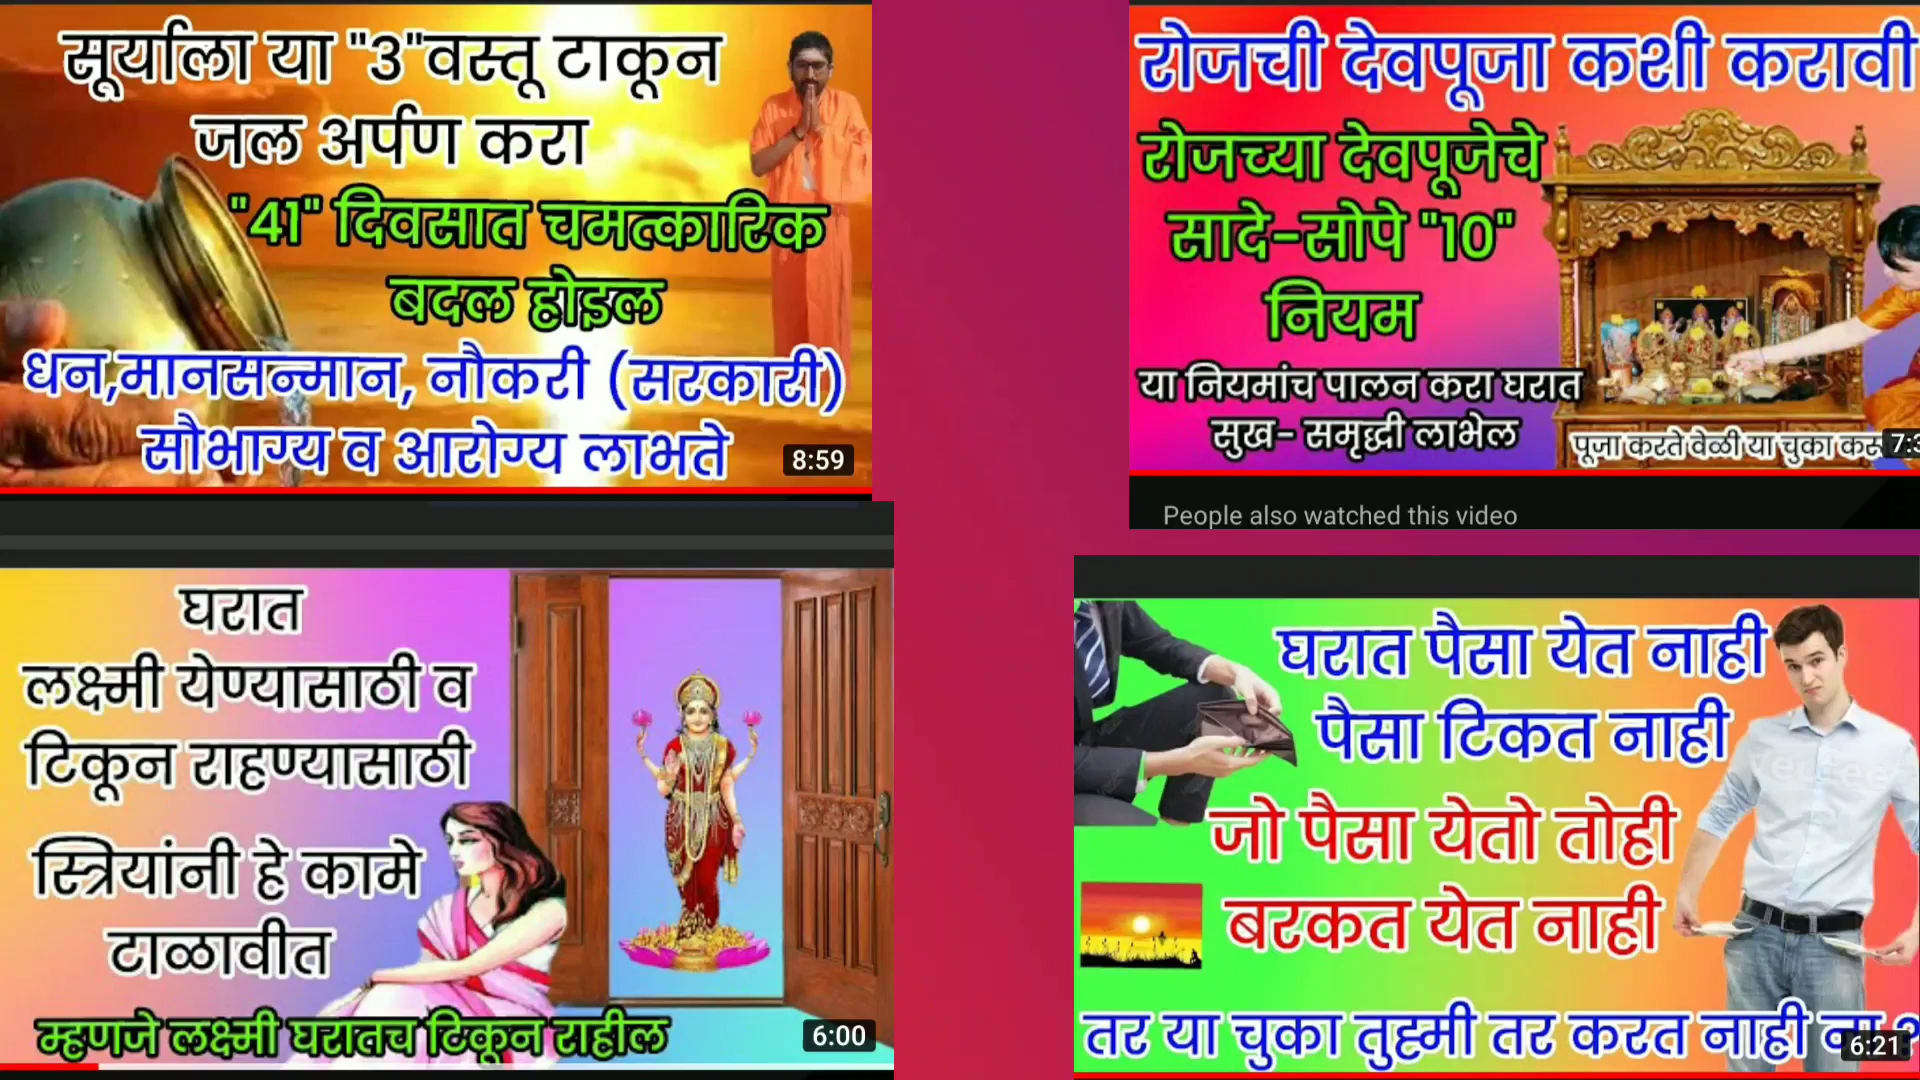 सूर्याला या "3"वस्तू टाकून
जल अर्पण करा
"41" दिवसात चमत्कारिक
बदल होइल
धन,मानसन्मान, नौकरी (सरकारी)
सौभाग्य व आरोग्य लाभते
8:59
रोजची देवपूजा कशी करावी
रोजच्या देवपूजेचे
सादे-सोपे "10"
नियम
या नियमांच पालन करा घरात
सुख- समृद्धी लाभेल
पूजा करते वेळी या चुका
People also watched this video
घरात
लक्ष्मी येण्यासाठी व
टिकून राहण्यासाठी
स्त्रियांनी हे कामे
टाळावीत
म्हणजे लक्ष्मी घरातच टिकून राहील
6:00
घरात पैसा येत नाही
पैसा टिकत नाही
जो पैसा येतो तोही
बरकत येत नाही
तर या चुका तुह्मी तर करत नाही
6:21